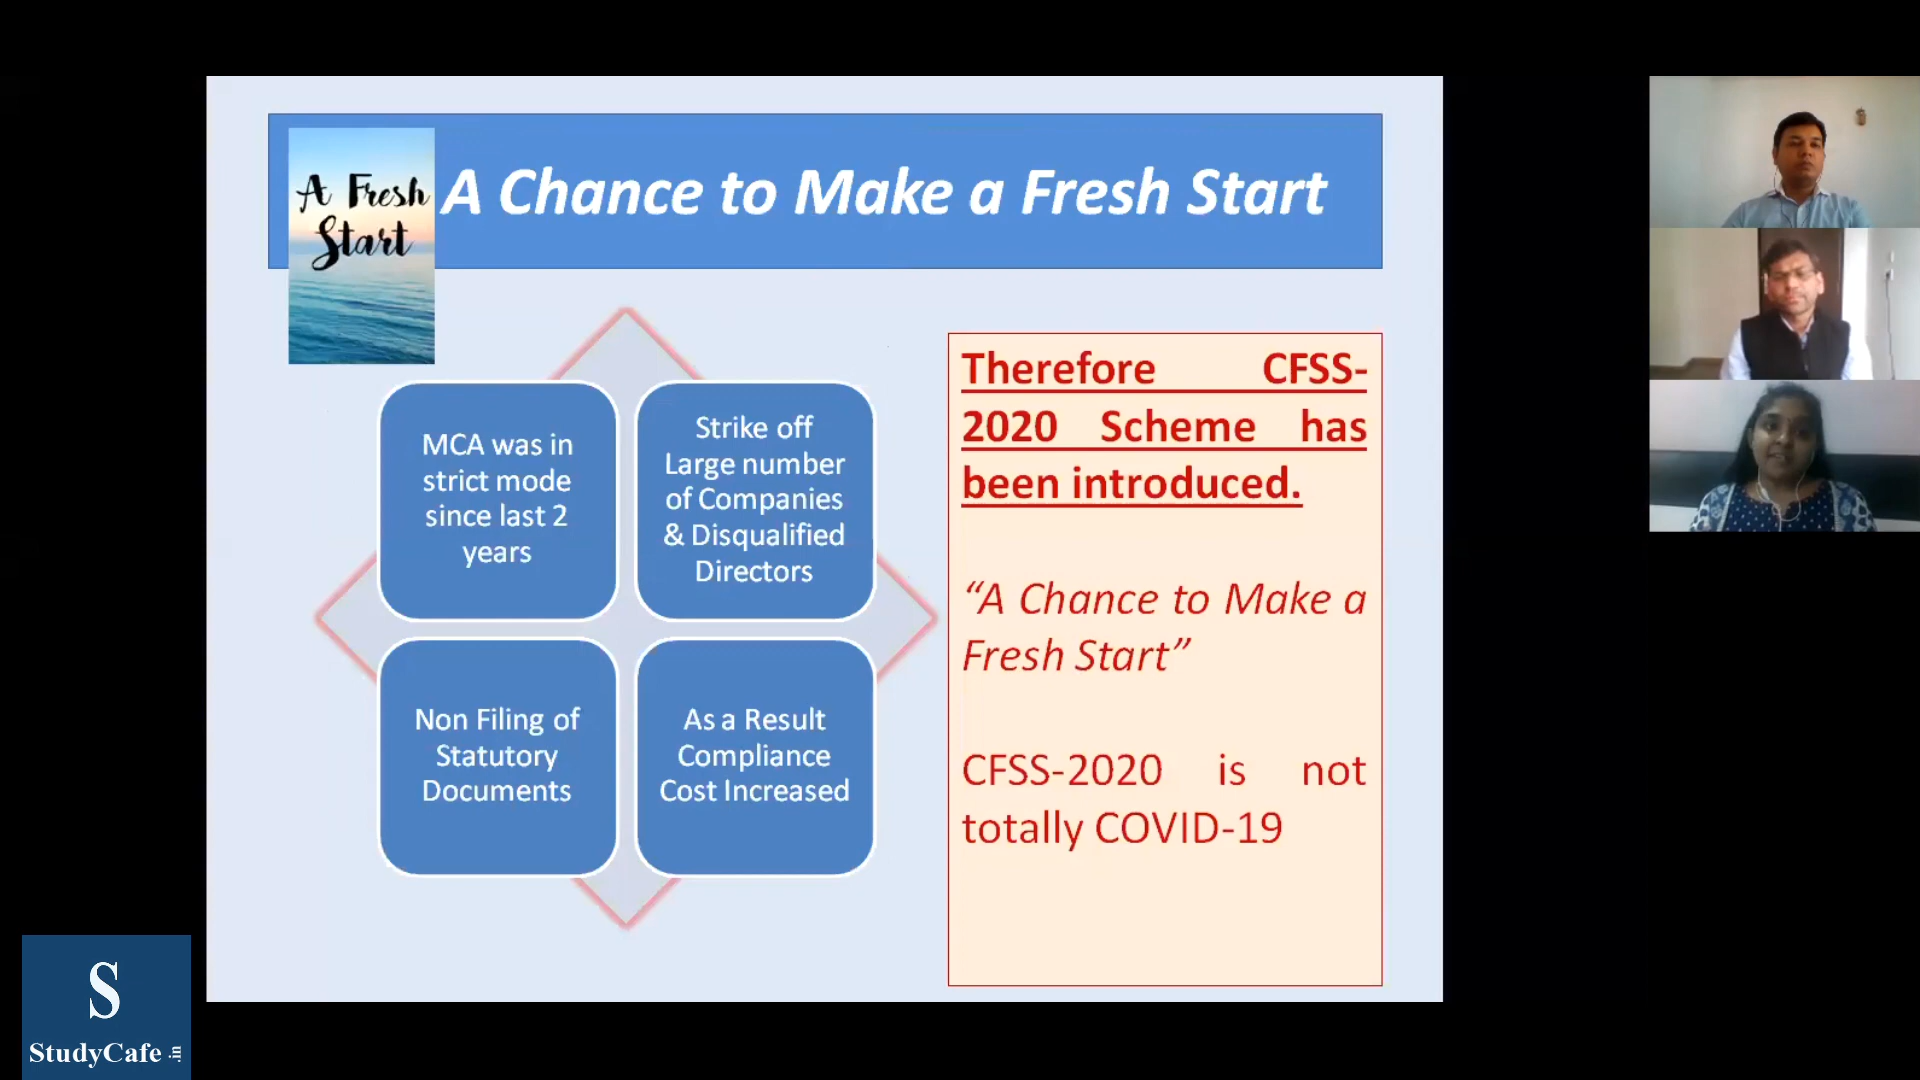 A Fresh
Start
A Chance to Make a Fresh Start
MCA was in
strict mode
since last 2
years
Strike off
Large number
of Companies
& Disqualified
Directors
Non Filing of
Statutory
Documents
As a Result
Compliance
Cost Increased
Therefore CFSS-
2020 Scheme has
been introduced.
“A Chance to Make a
Fresh Start”
CFSS-2020 is not
totally COVID-19
S
StudyCafe .in